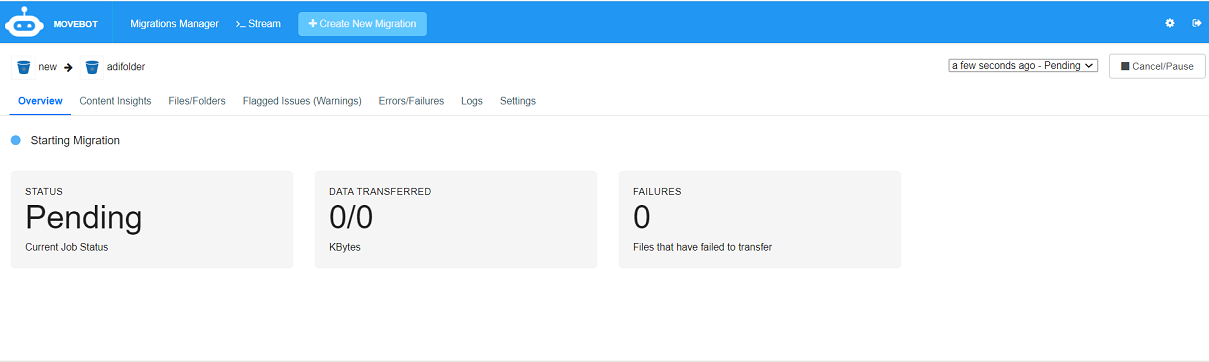 MOVEBOT Migrations Manager >_ Stream + Create New Migration
new → adifolder a few seconds ago - Pending Cancel/Pause
Overview Content Insights Files/Folders Flagged Issues (Warnings) Errors/Failures Logs Settings
Starting Migration
STATUS
Pending
Current Job Status
DATA TRANSFERRED
0/0
KBytes
FAILURES
0
Files that have failed to transfer